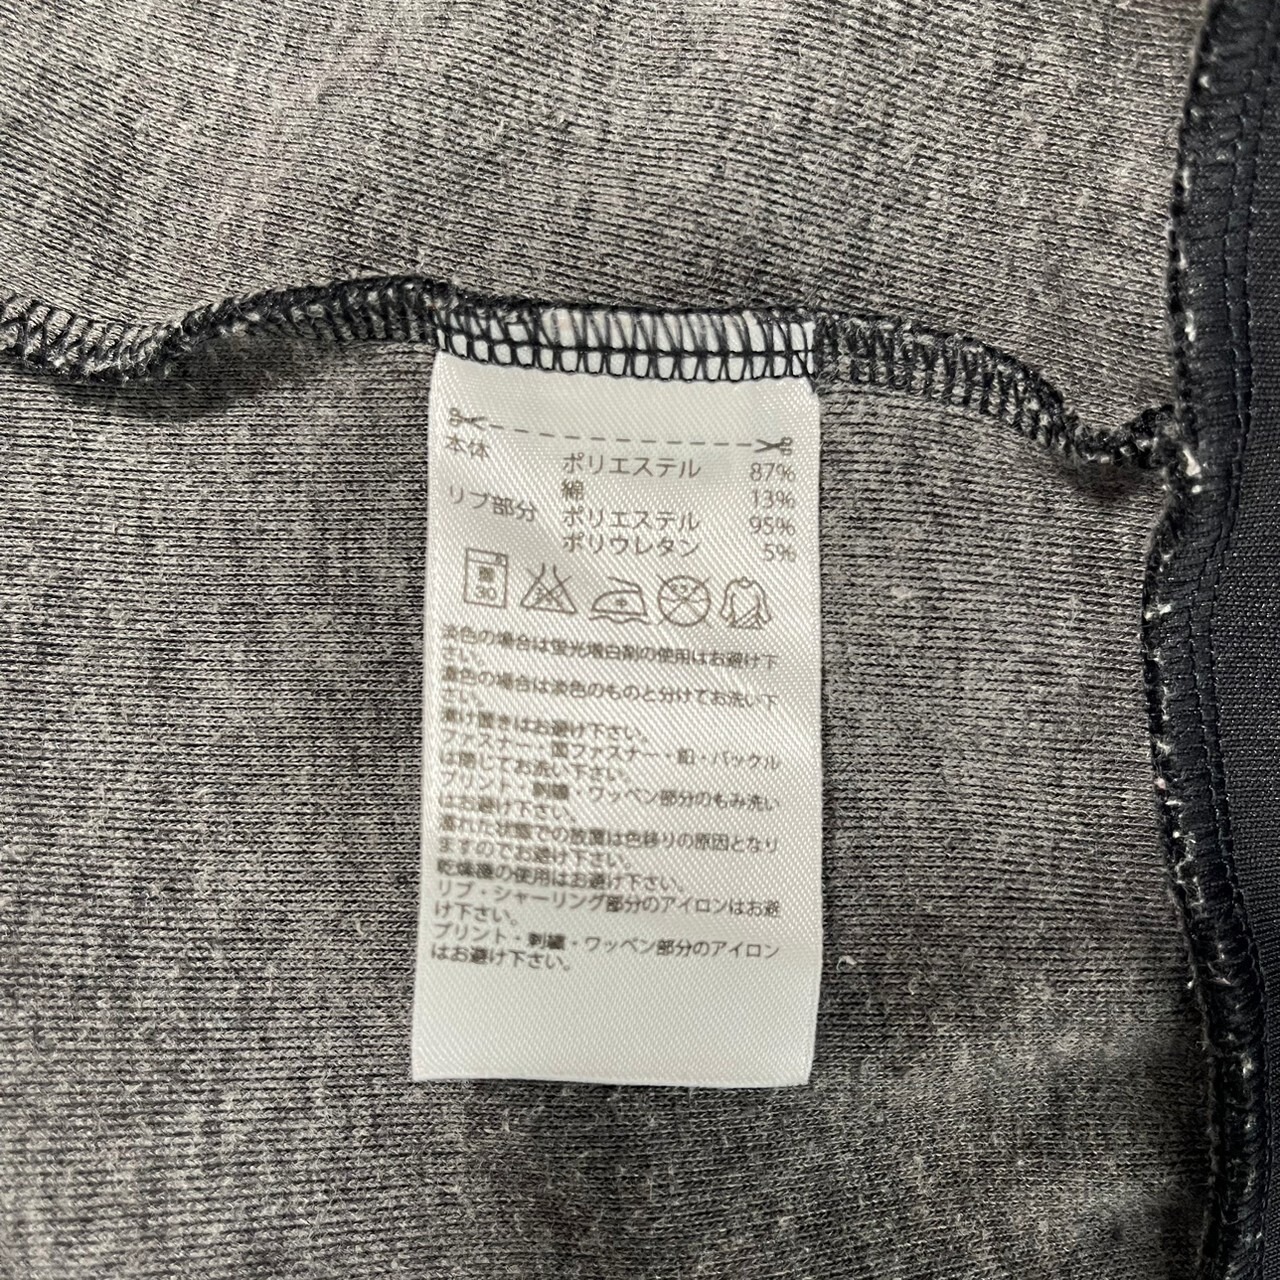 本体 ポリエステル 87%
綿 13%
リブ部分 ポリエステル 95%
ポリウレタン 5%
30
淡色の場合は蛍光増白剤の使用はお避け下
さい。
濃色の場合は淡色のものと分けてお洗い下
さい。
漬け置きはお避け下さい。
ファスナー・面ファスナー・釦・バックル
は閉じてお洗い下さい。
プリント・刺繍・ワッペン部分のもみ洗い
はお避け下さい。
濡れた状態での放置は色移りの原因となり
ますのでお避け下さい。
乾燥機の使用はお避け下さい。
リブ・シャーリング部分のアイロンはお避
け下さい。
プリント・刺繍・ワッペン部分のアイロン
はお避け下さい。